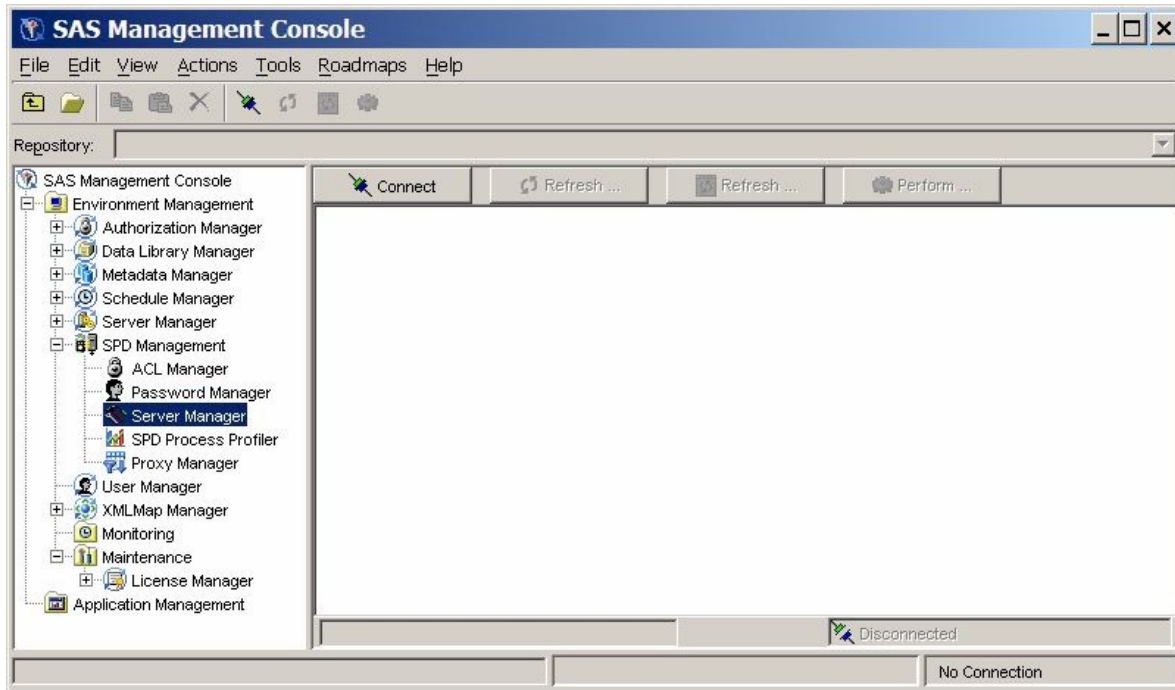 SAS Management Console
File Edit View Actions Tools Roadmaps Help
Repository:
Connect Refresh ... Refresh ... Perform ...
SAS Management Console
Environment Management
Authorization Manager
Data Library Manager
Metadata Manager
Schedule Manager
Server Manager
SPD Management
ACL Manager
Password Manager
Server Manager
SPD Process Profiler
Proxy Manager
User Manager
XMLMap Manager
Monitoring
Maintenance
License Manager
Application Management
Disconnected
No Connection